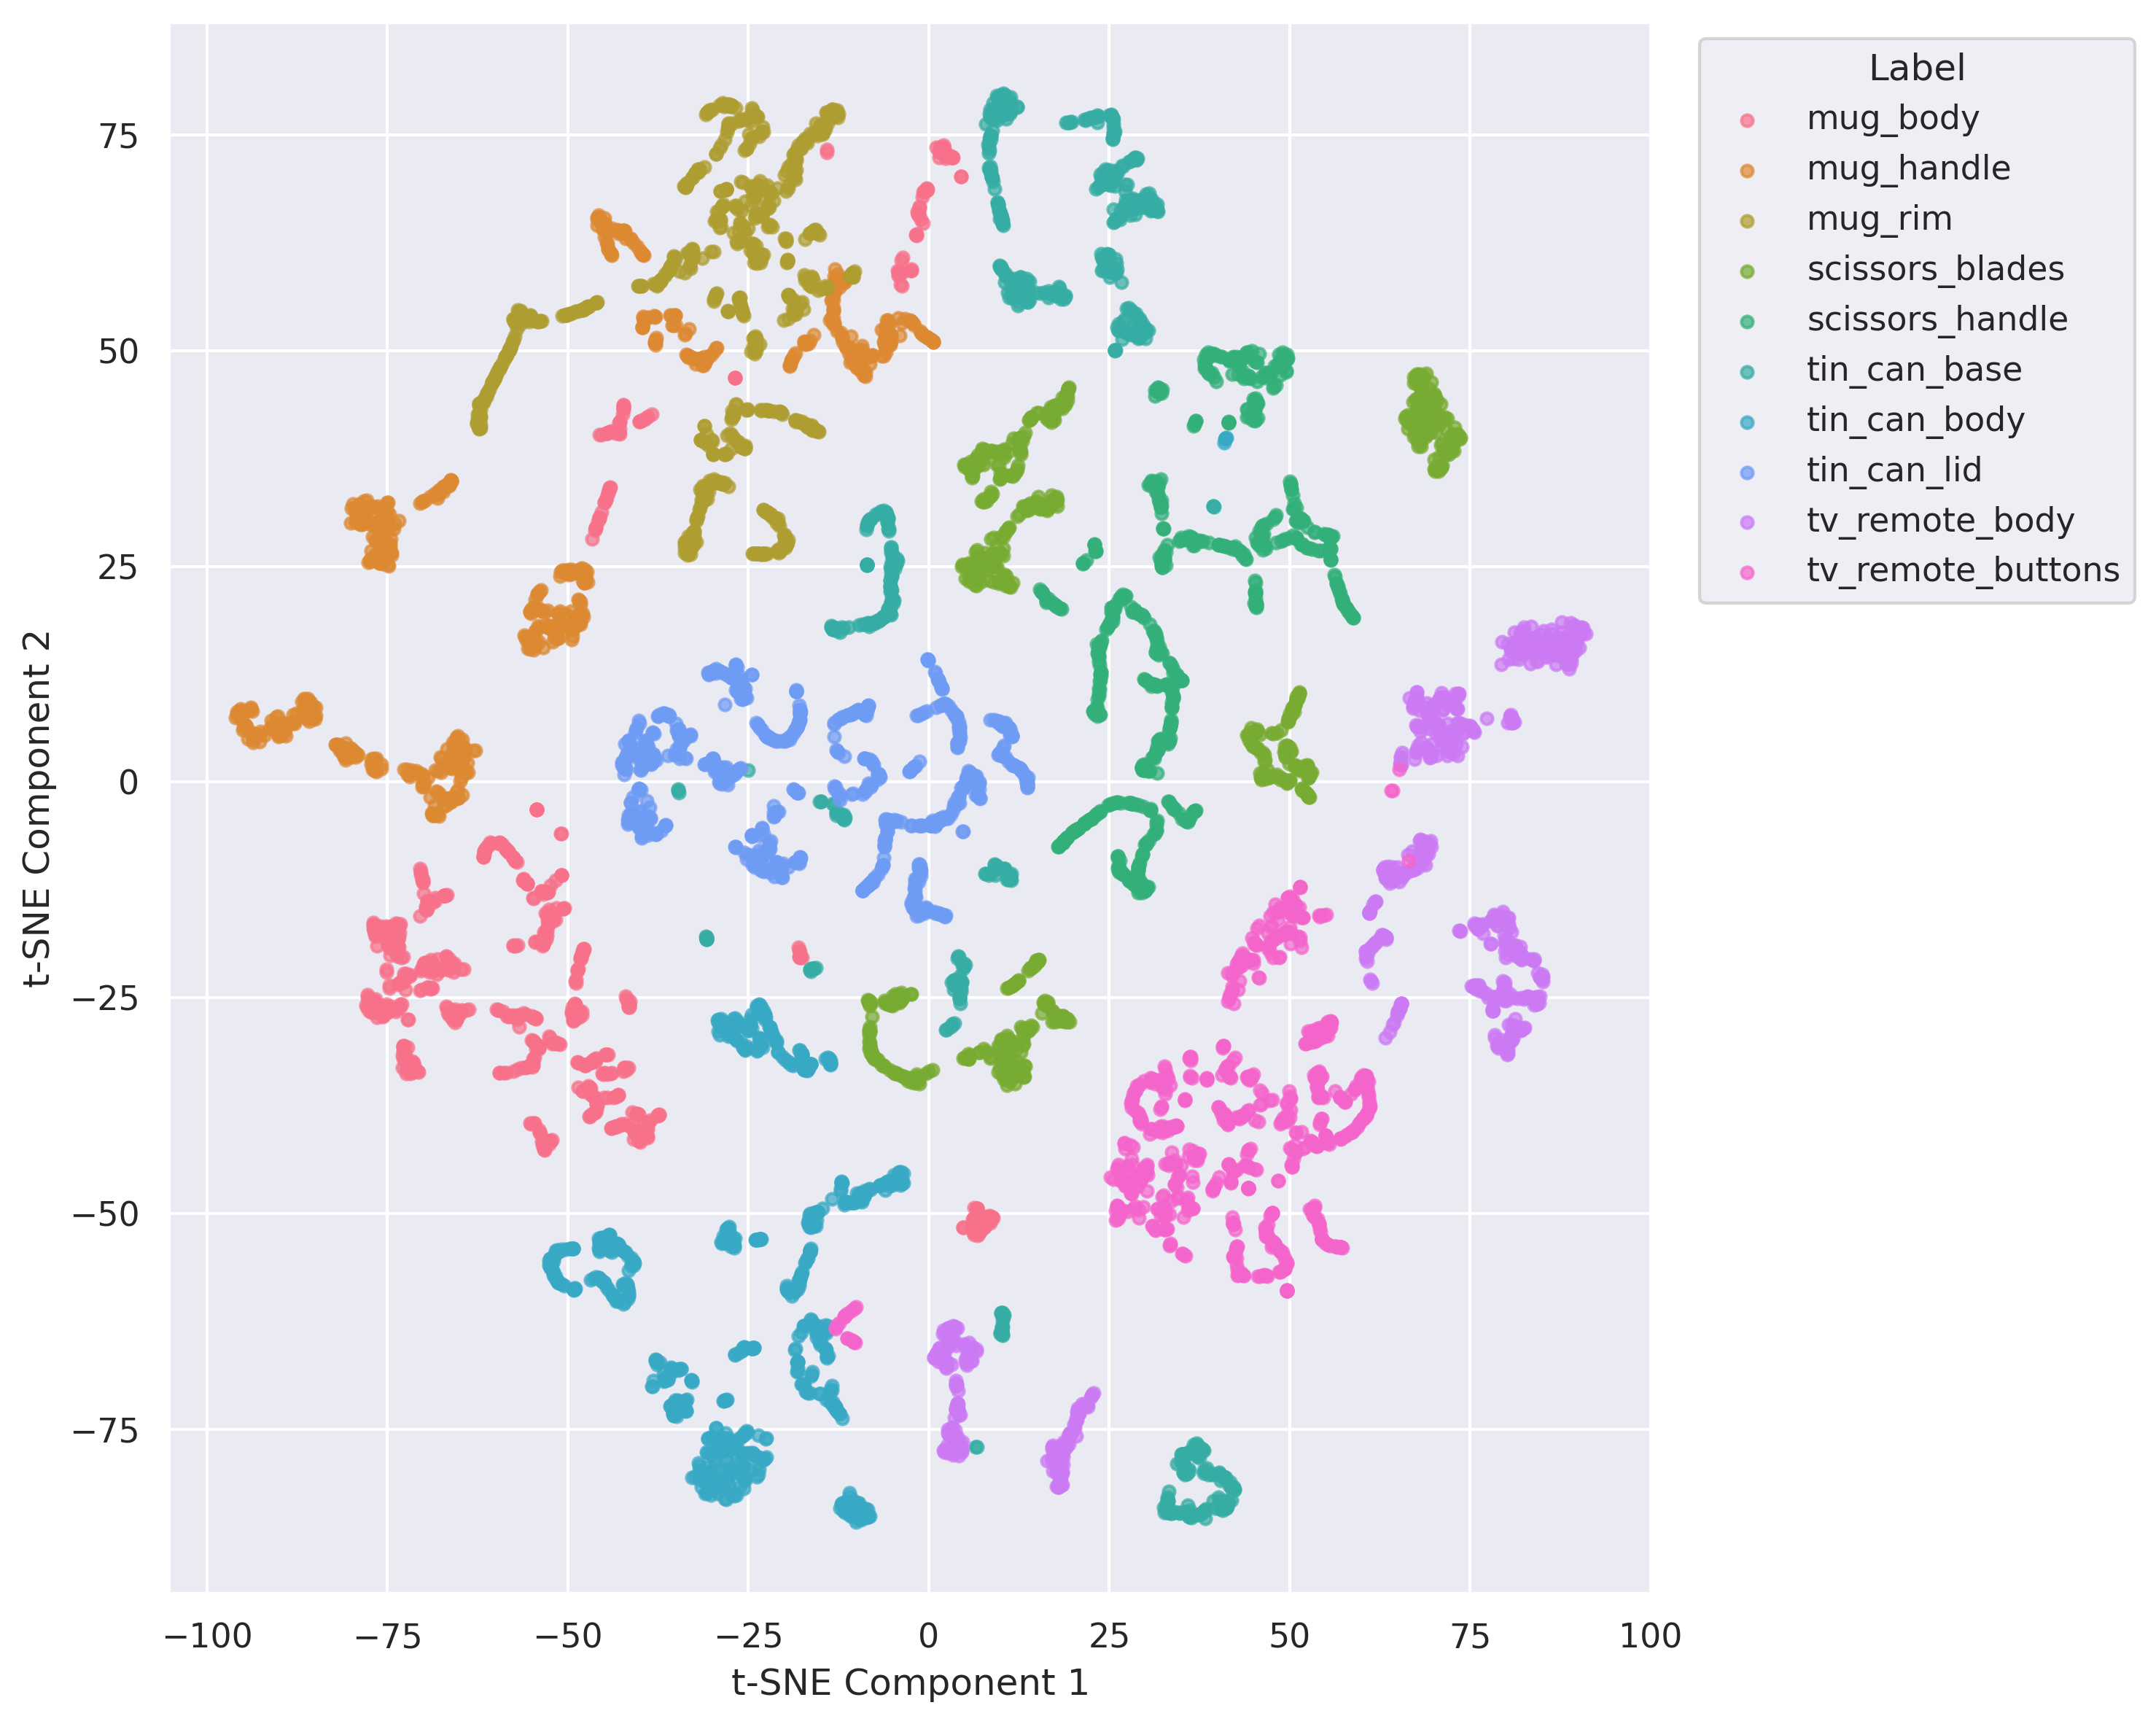 Label
mug_body
mug_handle
mug_rim
scissors_blades
scissors_handle
tin_can_base
tin_can_body
tin_can_lid
tv_remote_body
tv_remote_buttons
75
50
25
0
−25
−50
−75
t-SNE Component 2
−100 −75 −50 −25 0 25 50 75 100
t-SNE Component 1